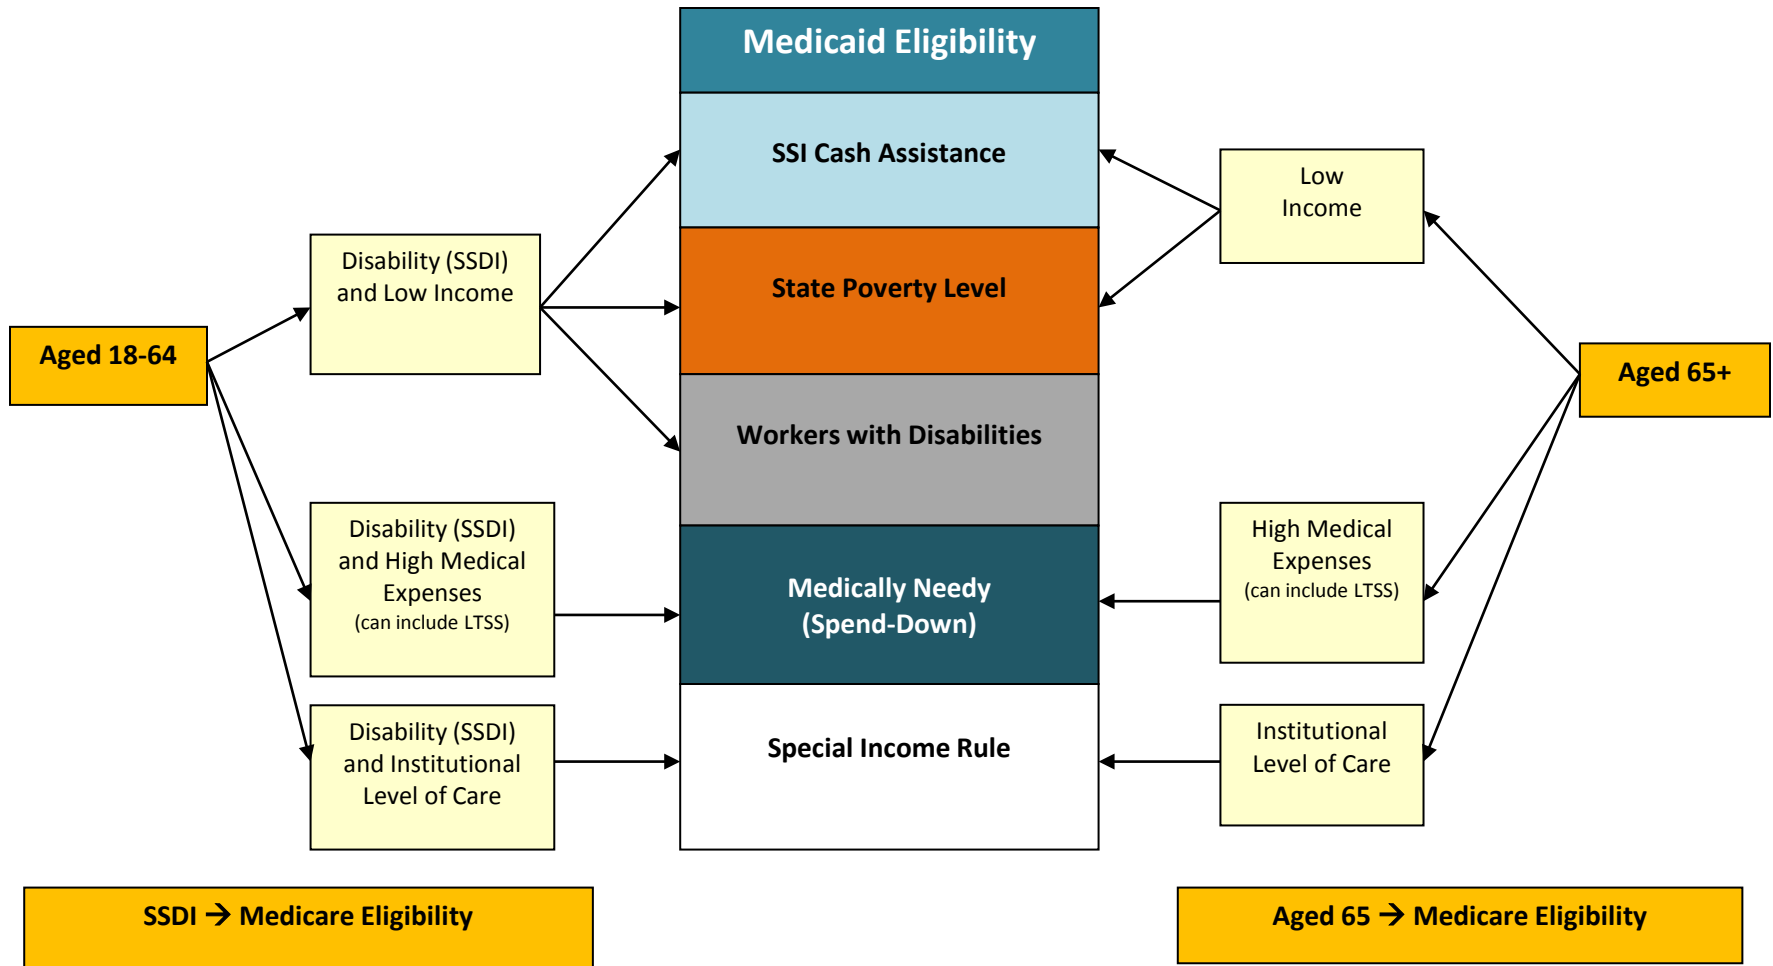 Medicaid Eligibility
SSI Cash Assistance
State Poverty Level
Workers with Disabilities
Medically Needy
(Spend-Down)
Special Income Rule
Aged 18-64
Disability (SSDI)
and Low Income
Disability (SSDI)
and High Medical
Expenses
(can include LTSS)
Disability (SSDI)
and Institutional
Level of Care
Low
Income
High Medical
Expenses
(can include LTSS)
Institutional
Level of Care
Aged 65+
SSDI → Medicare Eligibility
Aged 65 → Medicare Eligibility